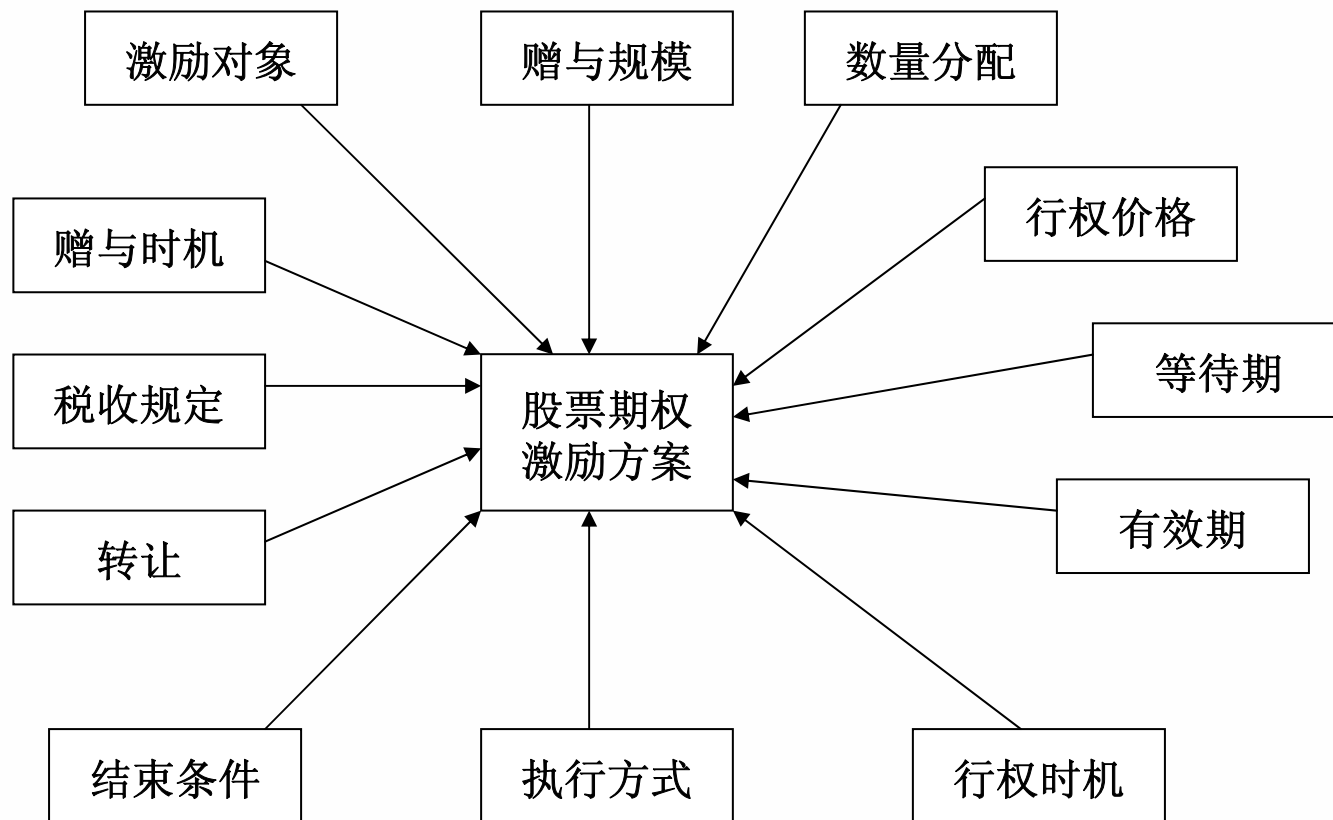 激励对象
赠与规模
数量分配
行权价格
赠与时机
等待期
税收规定
股票期权
激励方案
有效期
转让
结束条件
执行方式
行权时机